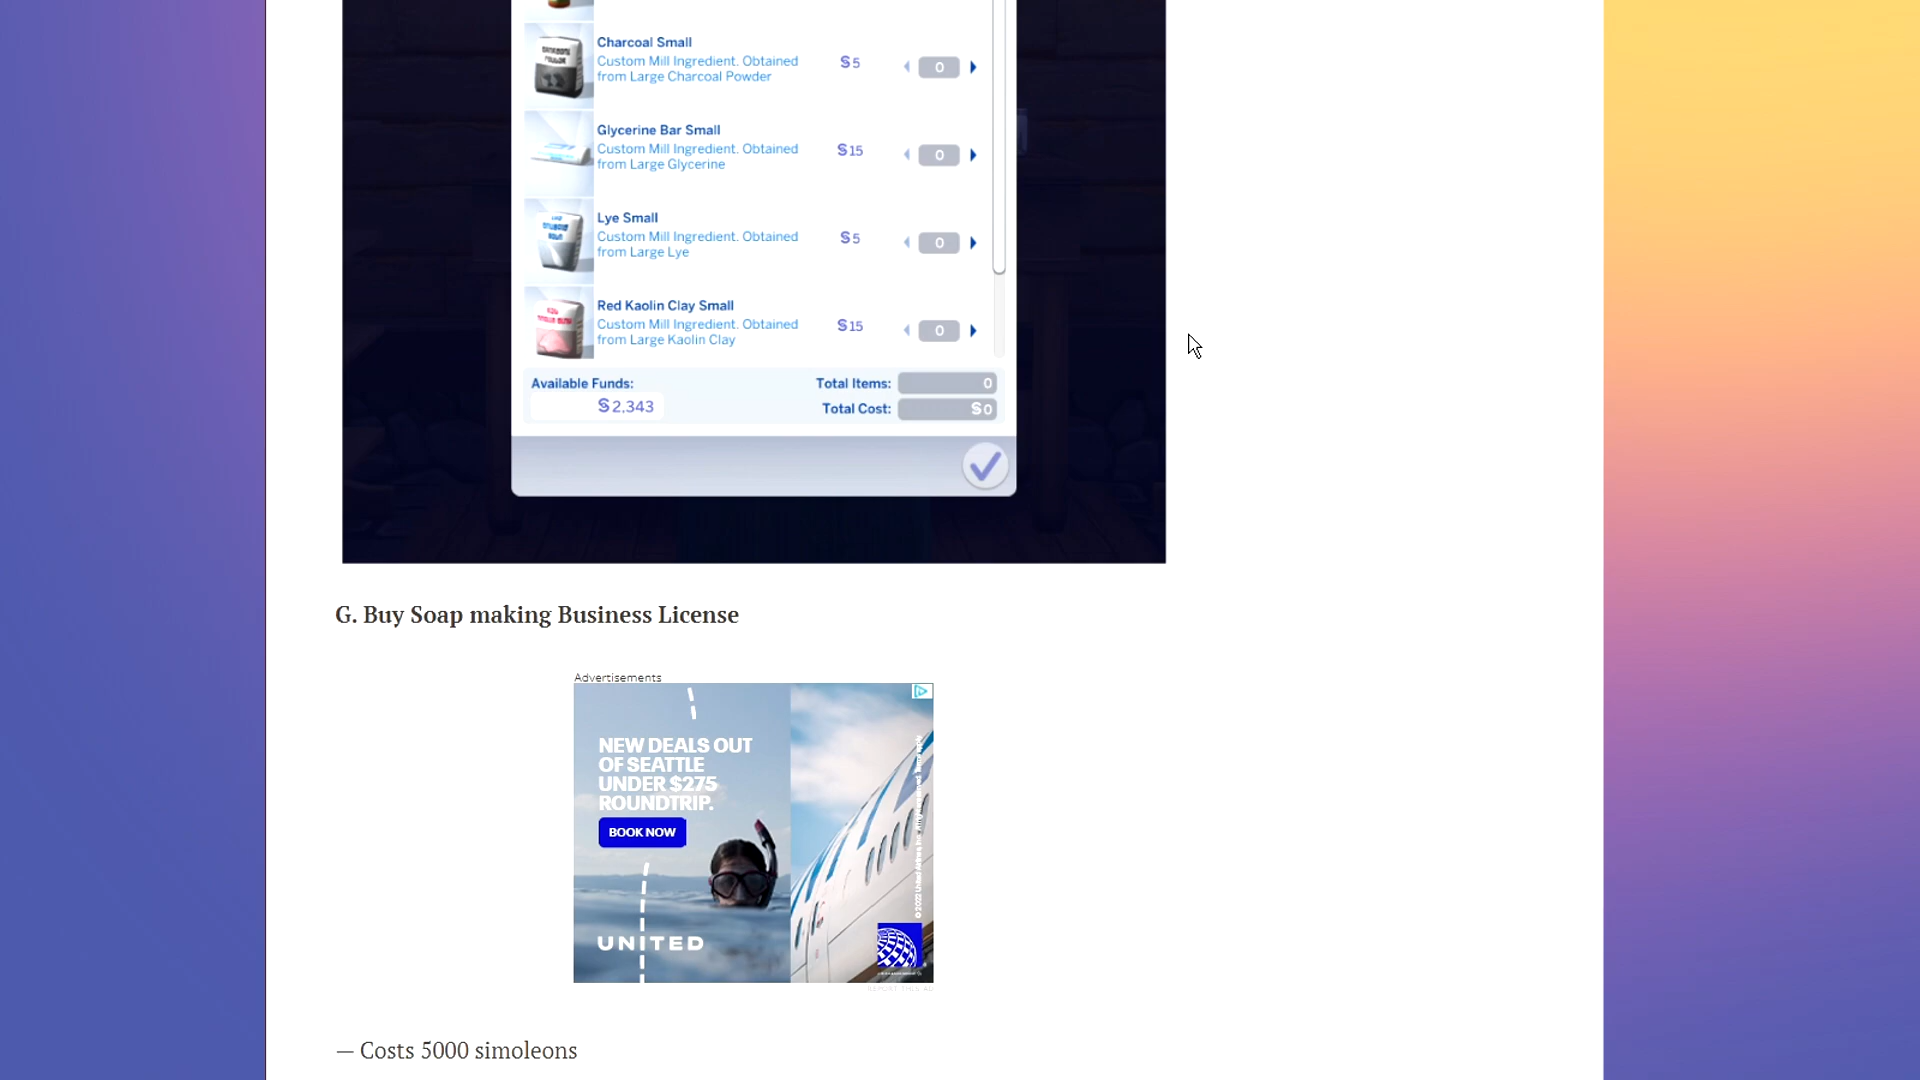 Charcoal Small
Custom Mill Ingredient. Obtained
from Large Charcoal Powder
§5
0
Glycerine Bar Small
Custom Mill Ingredient. Obtained
from Large Glycerine
§15
0
Lye Small
Custom Mill Ingredient. Obtained
from Large Lye
§5
0
Red Kaolin Clay Small
Custom Mill Ingredient. Obtained
from Large Kaolin Clay
§15
0
Available Funds:
§2,343
Total Items: 0
Total Cost: §0
G. Buy Soap making Business License
Advertisements
NEW DEALS OUT
OF SEATTLE
UNDER $275
ROUNDTRIP.
BOOK NOW
UNITED
REPORT THIS AD
— Costs 5000 simoleons